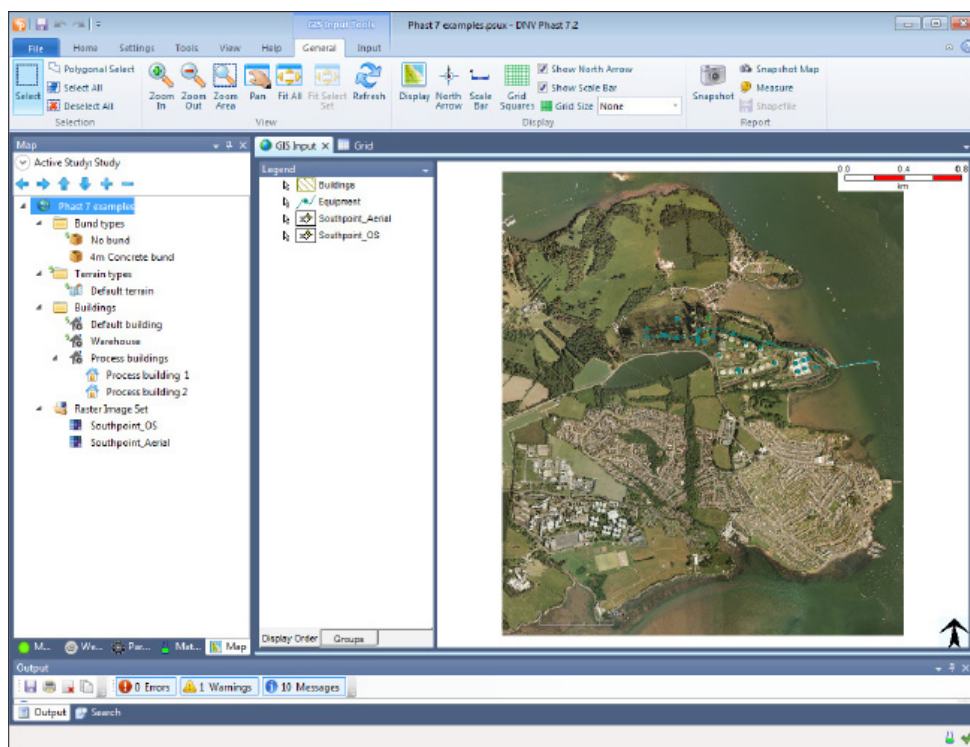 GIS Input Tools
Phast 7 examples.psux - DNV Phast 7.2
File Home Settings Tools View Help General Input
Select
Polygonal Select
Select All
Deselect All
Selection
Zoom In
Zoom Out
Zoom Area
Pan
Fit All
Fit Select Set
Refresh
View
Display
North Arrow
Scale Bar
Grid Squares
Show North Arrow
Show Scale Bar
Grid Size None
Display
Snapshot
Snapshot Map
Measure
Shapefile
Report
Map
Active Study: Study
Phast 7 examples
Bund types
No bund
4m Concrete bund
Terrain types
Default terrain
Buildings
Default building
Warehouse
Process buildings
Process building 1
Process building 2
Raster Image Set
Southpoint_OS
Southpoint_Aerial
M... We... Par... Mat... Map
GIS Input Grid
Legend
Buildings
Equipment
Southpoint_Aerial
Southpoint_OS
Display Order Groups
0.0 0.4 0.8
km
Output
0 Errors 1 Warnings 10 Messages
Output Search